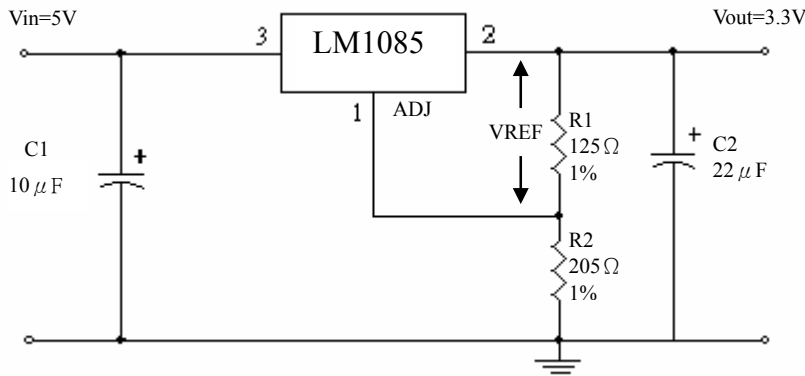 Vin=5V
Vout=3.3V
3
LM1085
2
1
ADJ
VREF
R1
125Ω
1%
C1
10μF
+
+
C2
22μF
R2
205Ω
1%